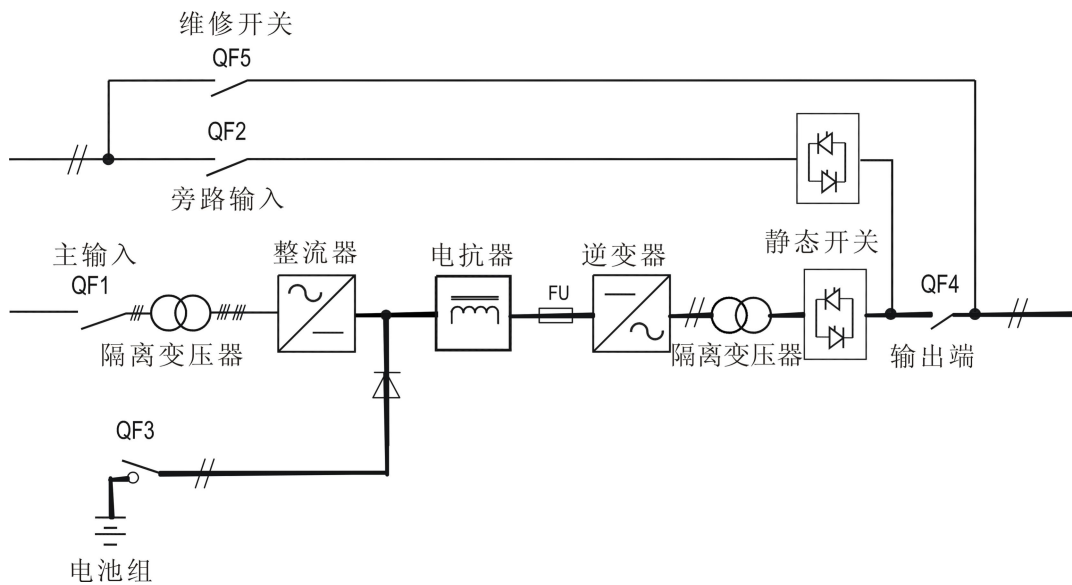 维修开关
QF5
QF2
旁路输入
主输入
QF1
隔离变压器
整流器
电抗器
FU
逆变器
隔离变压器
静态开关
QF4
输出端
QF3
电池组